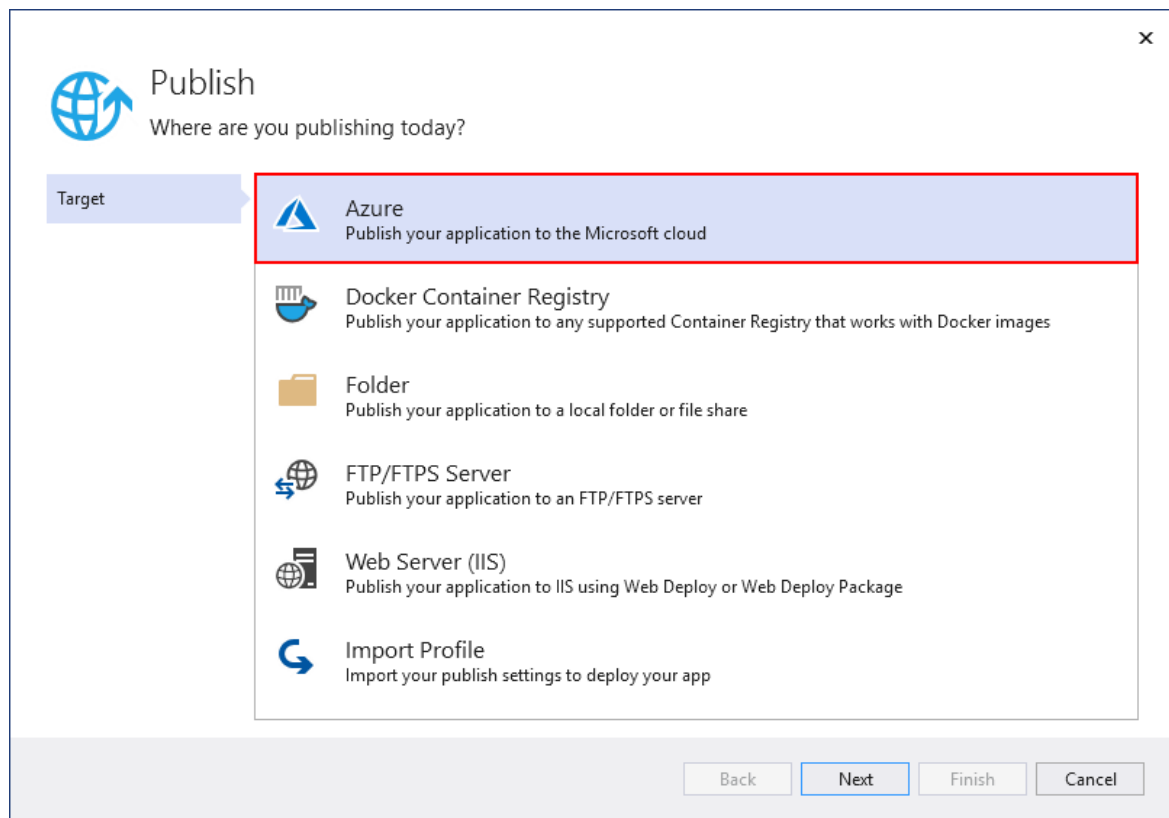 Publish
Where are you publishing today?
Target
Azure
Publish your application to the Microsoft cloud
Docker Container Registry
Publish your application to any supported Container Registry that works with Docker images
Folder
Publish your application to a local folder or file share
FTP/FTPS Server
Publish your application to an FTP/FTPS server
Web Server (IIS)
Publish your application to IIS using Web Deploy or Web Deploy Package
Import Profile
Import your publish settings to deploy your app
Back Next Finish Cancel